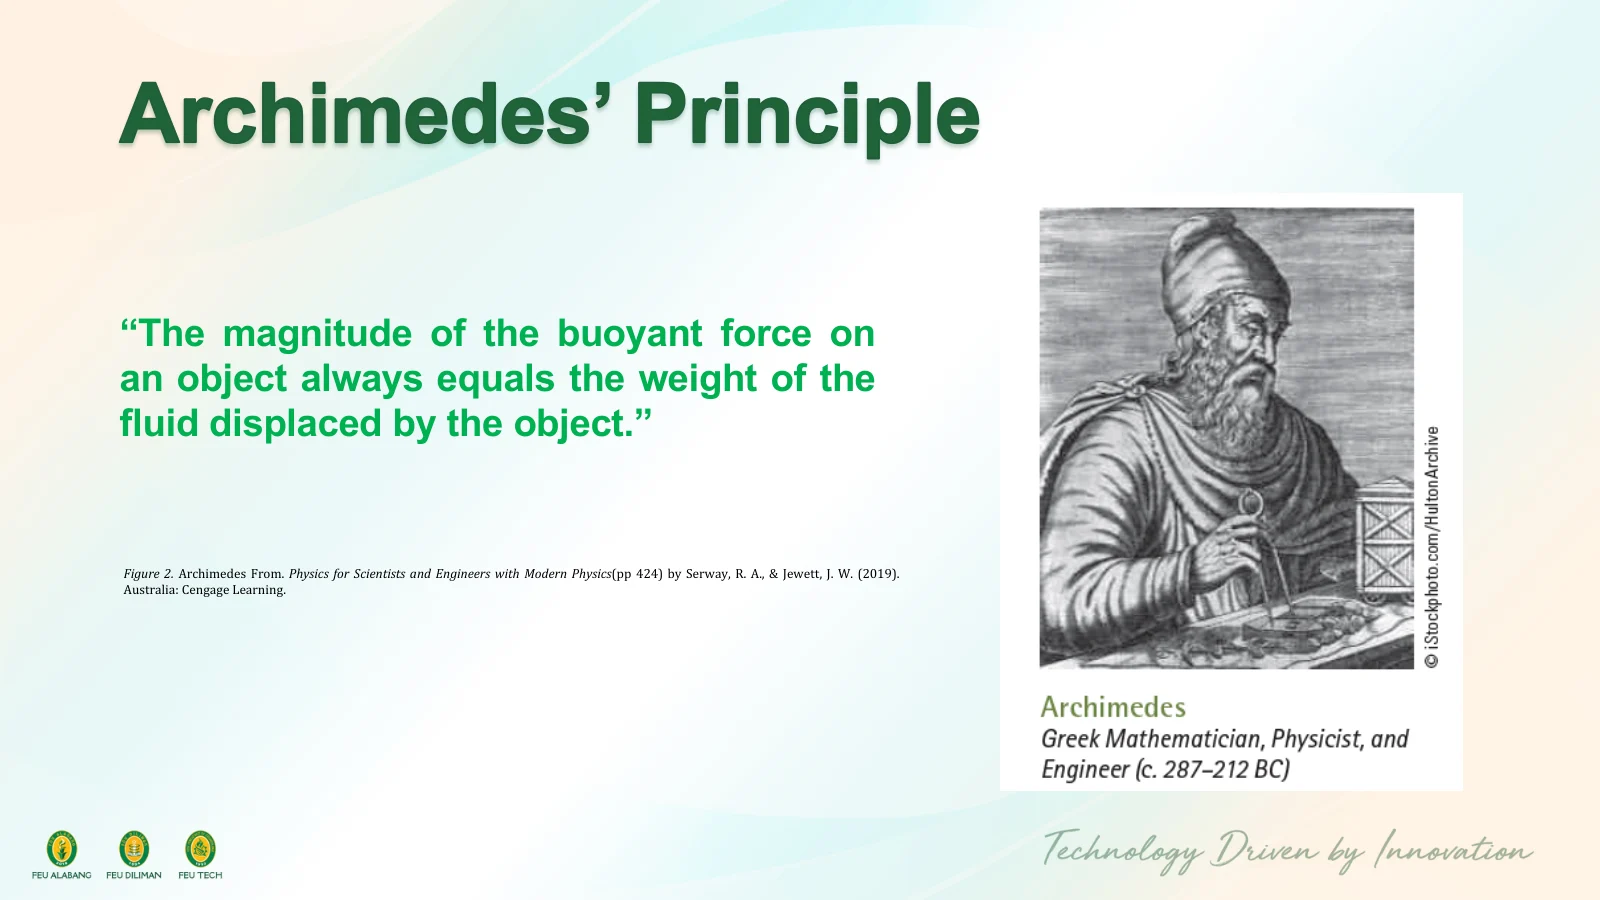 Archimedes’ Principle
“The magnitude of the buoyant force on
an object always equals the weight of the
fluid displaced by the object.”
Figure 2. Archimedes From. Physics for Scientists and Engineers with Modern Physics(pp 424) by Serway, R. A., & Jewett, J. W. (2019).
Australia: Cengage Learning.
© iStockphoto.com/HultonArchive
Archimedes
Greek Mathematician, Physicist, and
Engineer (c. 287–212 BC)
FEU ALABANG
FEU DILIMAN
FEU TECH
Technology Driven by Innovation